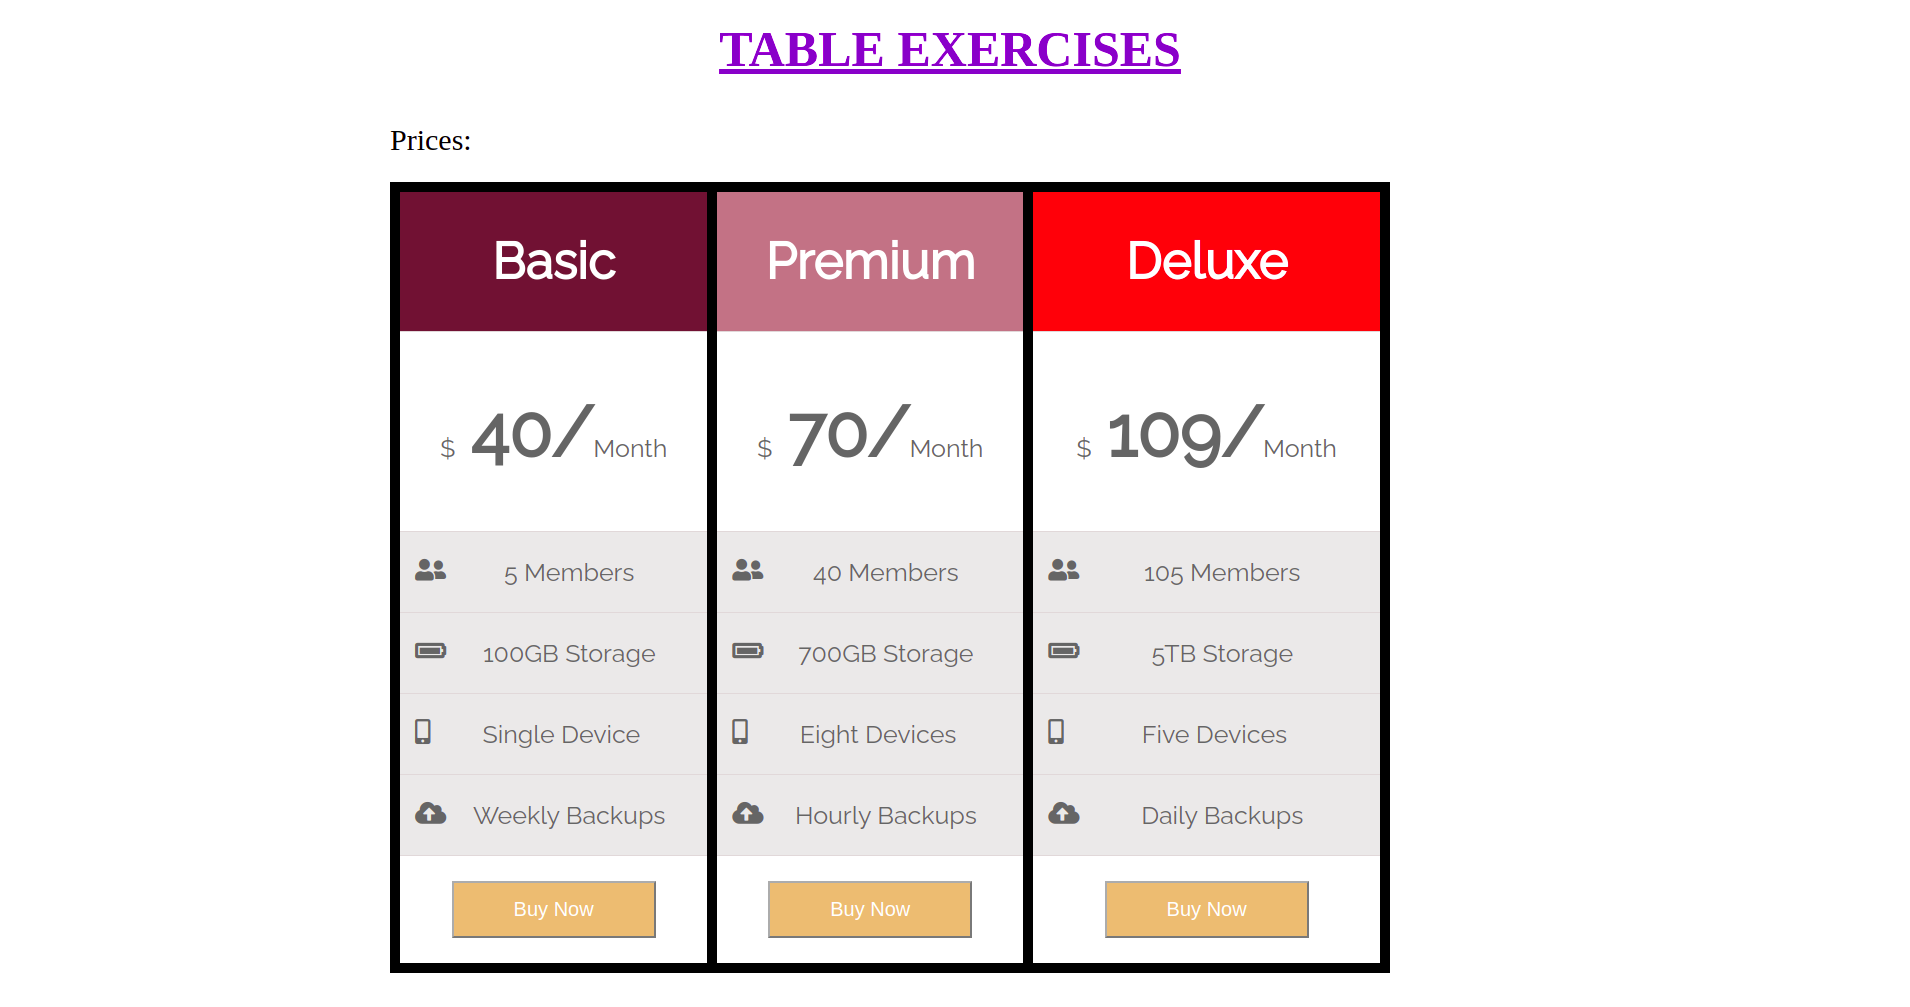 TABLE EXERCISES
Prices:
Basic Premium Deluxe
$ 40/Month $ 70/Month $ 109/Month
5 Members 40 Members 105 Members
100GB Storage 700GB Storage 5TB Storage
Single Device Eight Devices Five Devices
Weekly Backups Hourly Backups Daily Backups
Buy Now Buy Now Buy Now